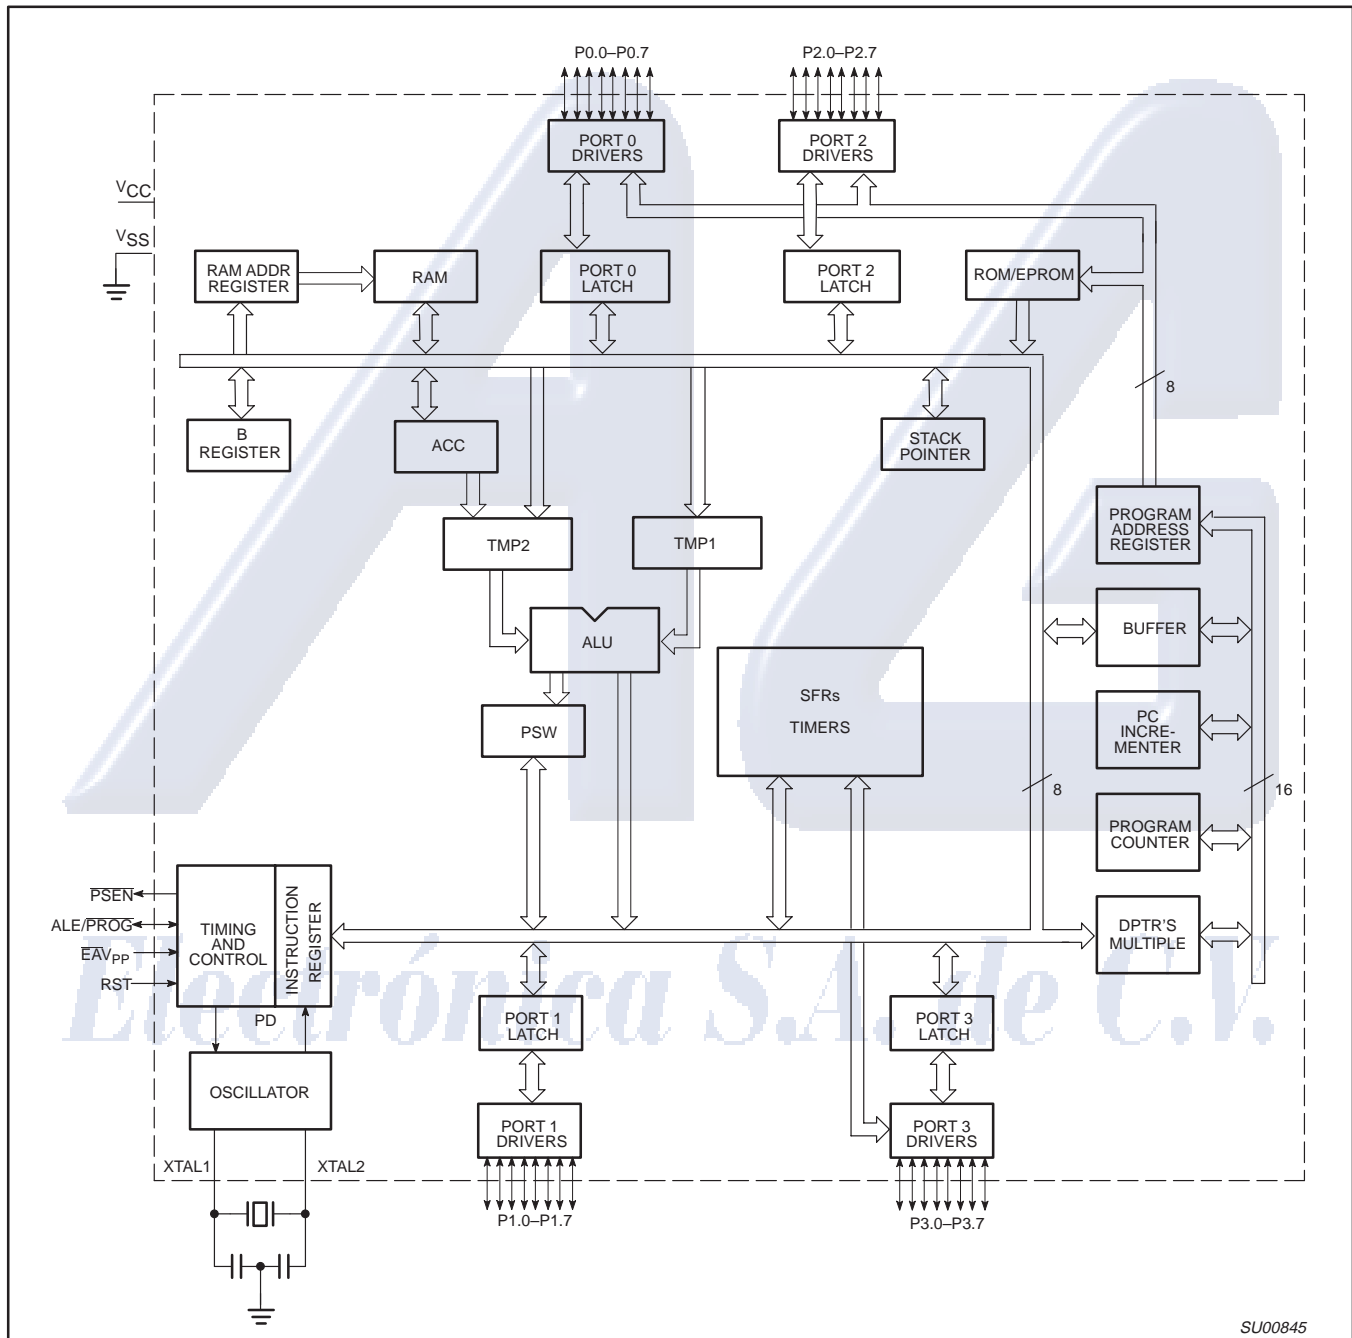 P0.0–P0.7
P2.0–P2.7
PORT 0
DRIVERS
PORT 2
DRIVERS
VCC
VSS
RAM ADDR
REGISTER
RAM
PORT 0
LATCH
PORT 2
LATCH
ROM/EPROM
8
B
REGISTER
ACC
STACK
POINTER
PROGRAM
ADDRESS
REGISTER
TMP2
TMP1
BUFFER
ALU
SFRs
TIMERS
PSW
PC
INCRE-
MENTER
8
16
PROGRAM
COUNTER
PSEN
ALE/PROG
EAVPP
RST
TIMING
AND
CONTROL
INSTRUCTION
REGISTER
DPTR'S
MULTIPLE
PD
Electrónica S.A. de C.V.
PORT 1
LATCH
PORT 3
LATCH
OSCILLATOR
PORT 1
DRIVERS
PORT 3
DRIVERS
XTAL1
XTAL2
P1.0–P1.7
P3.0–P3.7
SU00845
AG